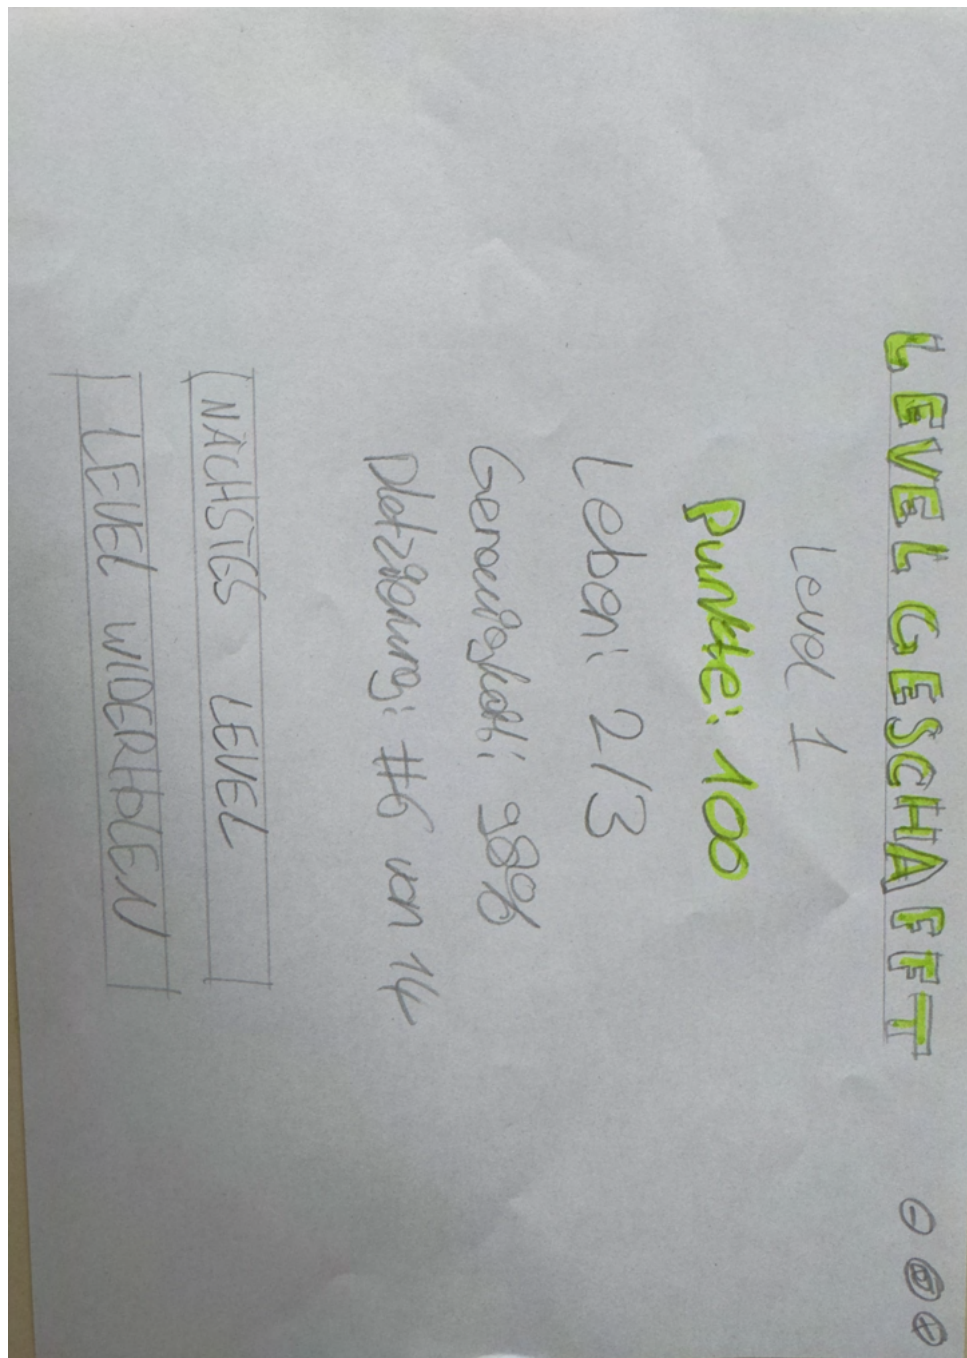 LEVEL GESCHAFFT
Level 1
Punkte: 100
Leben: 2/3
Genauigkeit: 98%
Platzierung: #6 von 14
NÄCHSTES LEVEL
LEVEL WIDERHOLEN